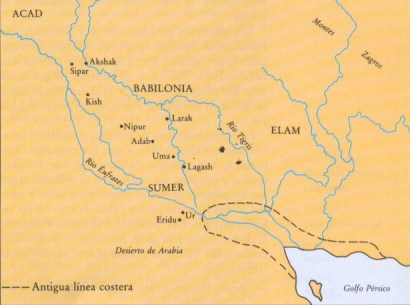 ACAD
Montes
Zagros
Akshak
Sipar
BABILONIA
Kish
Larak
Nipur
Río Tigris
ELAM
Adab
Uma
Río Éufrates
Lagash
SUMER
Ur
Eridu
Desierto de Arabia
Antigua línea costera
Golfo Pérsico